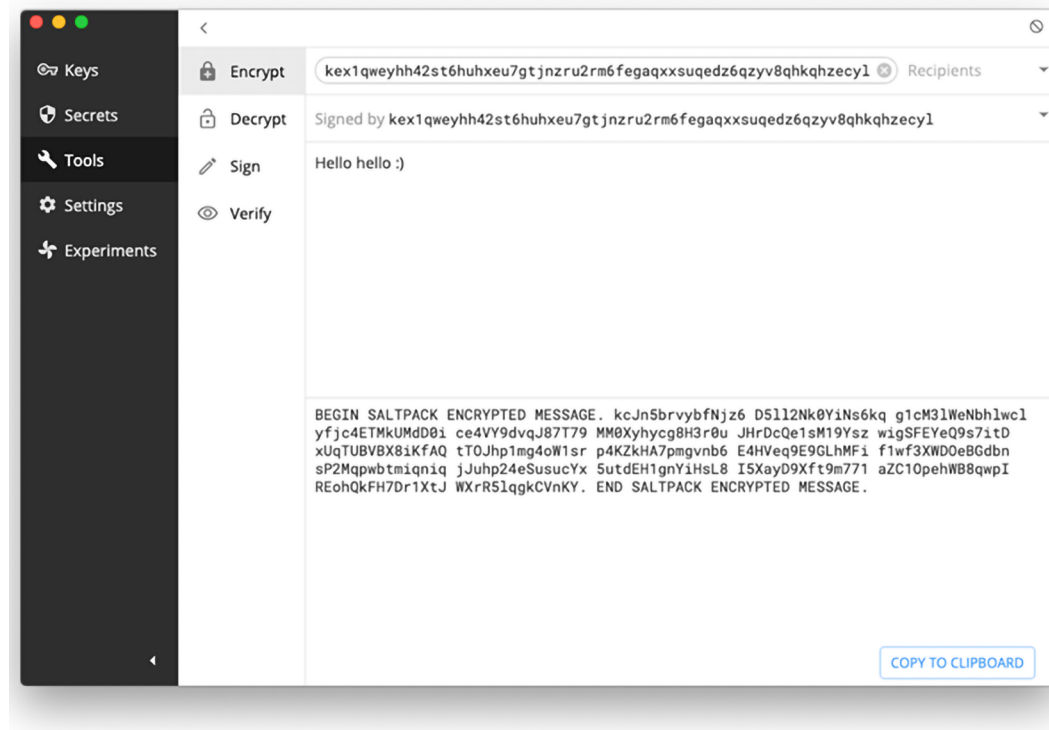 Keys
Secrets
Tools
Settings
Experiments
Encrypt
Decrypt
Sign
Verify
kex1qweyhh42st6huhxeu7gtjnzru2rm6fegaqxxsuqedz6qzyv8qhkqhzecyl Recipients
Signed by kex1qweyhh42st6huhxeu7gtjnzru2rm6fegaqxxsuqedz6qzyv8qhkqhzecyl
Hello hello :)
BEGIN SALTPACK ENCRYPTED MESSAGE. kcJn5brvybfNjz6 D5ll2Nk0YiNs6kq g1cM3lWeNbhlwcl
yfjc4ETMkUMdD0i ce4VY9dvqJ87T79 MM0Xyhycg8H3r0u JHrDcQe1sM19Ysz wigSFEYeQ9s7itD
xUqTUBVBX8iKfAQ tTOJhp1mg4oW1sr p4KZkHA7pmgvnb6 E4HVeq9E9GLhMFi f1wf3XWDOeBGdbn
sP2Mqpwbtmiqniq jJuhp24eSusucYx 5utdEH1gnYiHsL8 I5XayD9Xft9m771 aZC1OpehWB8qwpI
REohQkFH7Dr1XtJ WXrR5lqgkCVnKY. END SALTPACK ENCRYPTED MESSAGE.
COPY TO CLIPBOARD